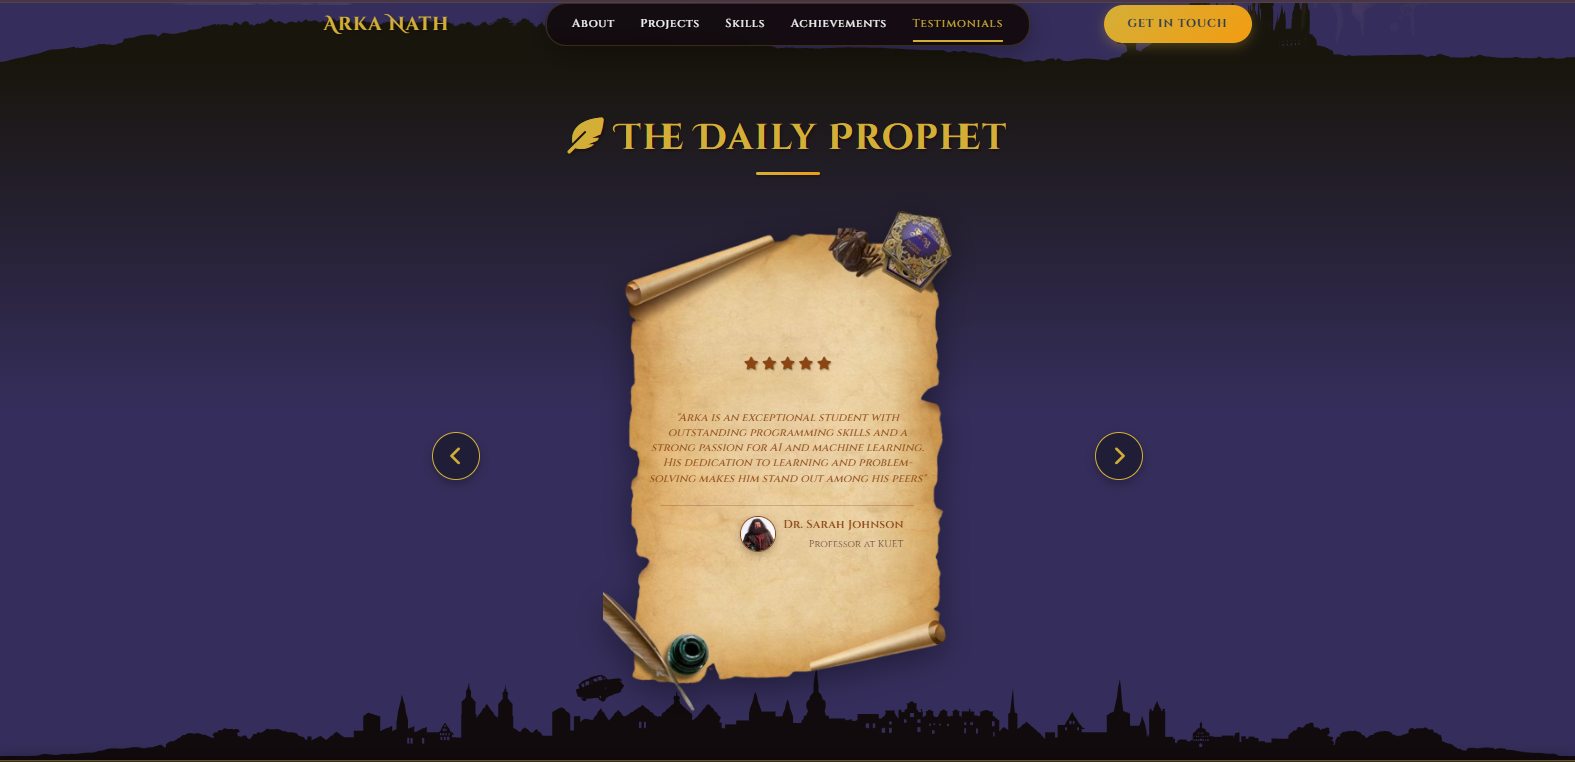 Arka Nath
About Projects Skills Achievements Testimonials
GET IN TOUCH
The Daily Prophet
"Arka is an exceptional student with
outstanding programming skills and a
strong passion for AI and machine learning.
His dedication to learning and problem-
solving makes him stand out among his peers"
Dr. Sarah Johnson
Professor at KUET